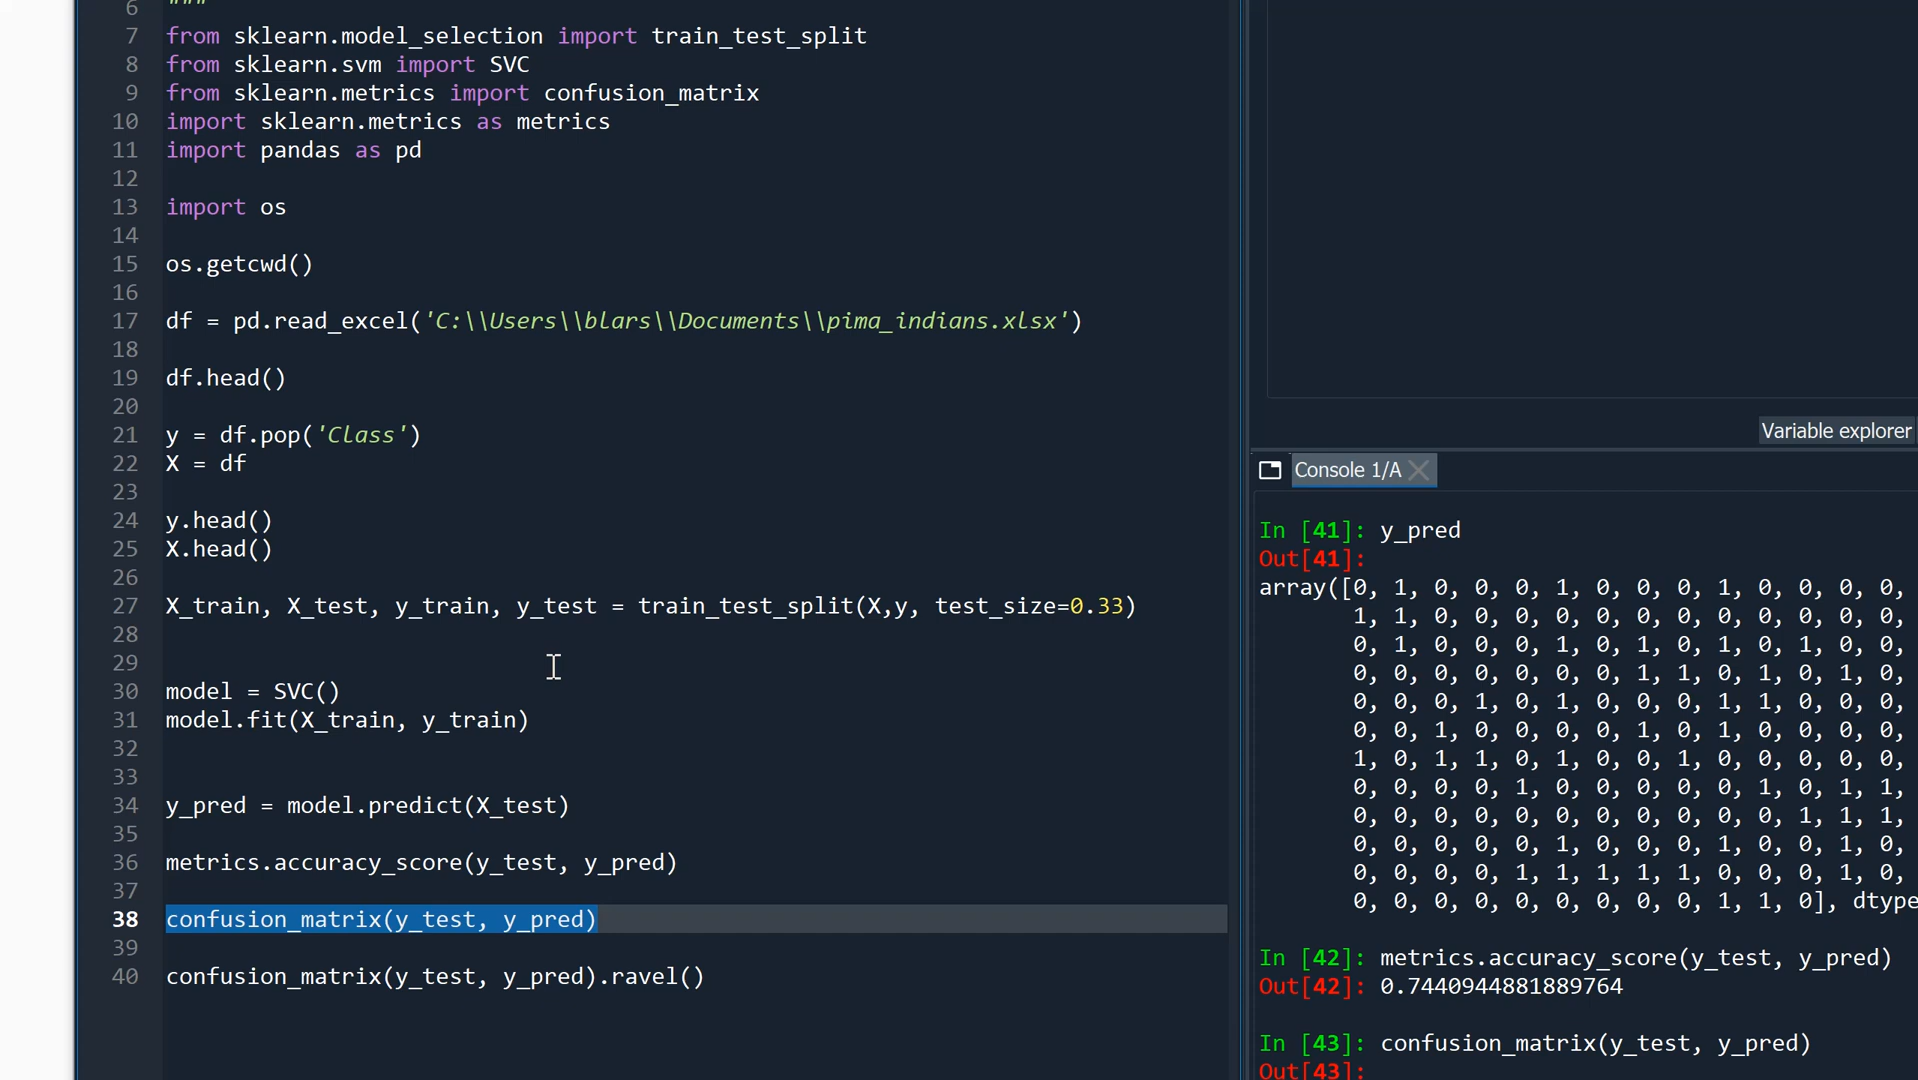 6 """
7 from sklearn.model_selection import train_test_split
8 from sklearn.svm import SVC
9 from sklearn.metrics import confusion_matrix
10 import sklearn.metrics as metrics
11 import pandas as pd
12
13 import os
14
15 os.getcwd()
16
17 df = pd.read_excel('C:\\Users\\blars\\Documents\\pima_indians.xlsx')
18
19 df.head()
20
21 y = df.pop('Class')
22 X = df
23
24 y.head()
25 X.head()
26
27 X_train, X_test, y_train, y_test = train_test_split(X,y, test_size=0.33)
28
29
30 model = SVC()
31 model.fit(X_train, y_train)
32
33
34 y_pred = model.predict(X_test)
35
36 metrics.accuracy_score(y_test, y_pred)
37
38 confusion_matrix(y_test, y_pred)
39
40 confusion_matrix(y_test, y_pred).ravel()
Variable explorer
Console 1/A
In [41]: y_pred
Out[41]:
array([0, 1, 0, 0, 0, 1, 0, 0, 0, 1, 0, 0, 0, 0,
1, 1, 0, 0, 0, 0, 0, 0, 0, 0, 0, 0, 0, 0,
0, 1, 0, 0, 0, 1, 0, 1, 0, 1, 0, 1, 0, 0,
0, 0, 0, 0, 0, 0, 0, 1, 1, 0, 1, 0, 1, 0,
0, 0, 0, 1, 0, 1, 0, 0, 0, 1, 1, 0, 0, 0,
0, 0, 1, 0, 0, 0, 0, 1, 0, 1, 0, 0, 0, 0,
1, 0, 1, 1, 0, 1, 0, 0, 1, 0, 0, 0, 0, 0,
0, 0, 0, 0, 1, 0, 0, 0, 0, 0, 1, 0, 1, 1,
0, 0, 0, 0, 0, 0, 0, 0, 0, 0, 0, 1, 1, 1,
0, 0, 0, 0, 0, 1, 0, 0, 0, 1, 0, 0, 1, 0,
0, 0, 0, 0, 1, 1, 1, 1, 1, 0, 0, 0, 1, 0,
0, 0, 0, 0, 0, 0, 0, 0, 0, 1, 1, 0], dtype
In [42]: metrics.accuracy_score(y_test, y_pred)
Out[42]: 0.7440944881889764
In [43]: confusion_matrix(y_test, y_pred)
Out[43]: